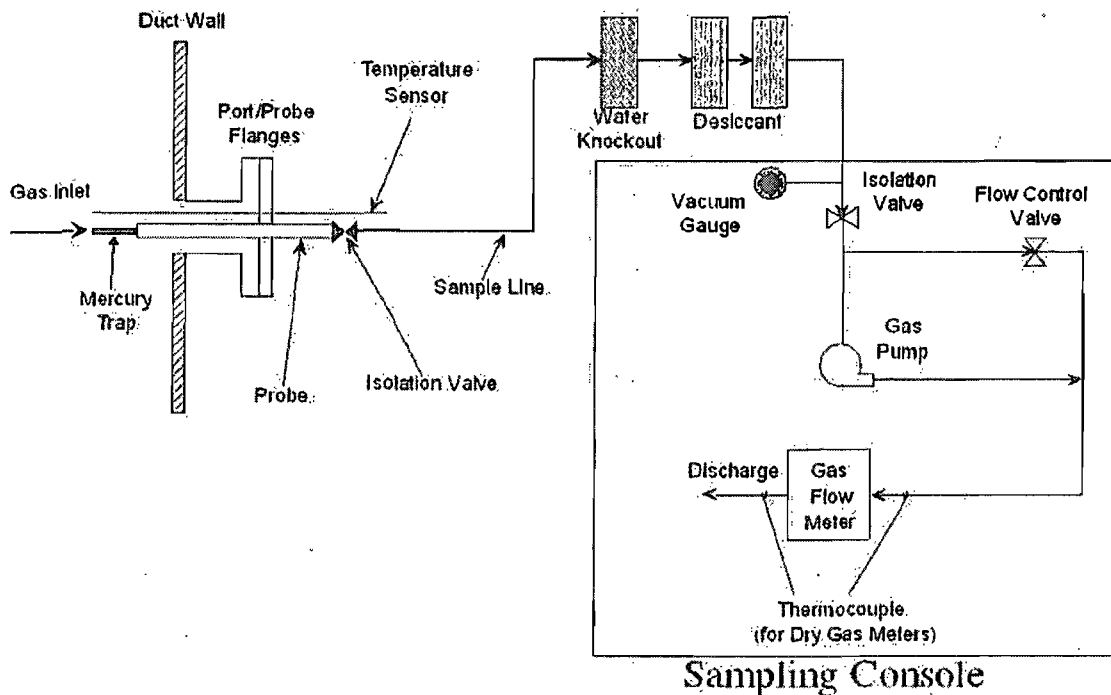 Duct Wall
Temperature
Sensor
Port/Probe
Flanges
Gas Inlet
Mercury
Trap
Probe
Isolation Valve
Sample Line
Water
Knockout
Desiccant
Vacuum
Gauge
Isolation
Valve
Flow Control
Valve
Gas
Pump
Discharge
Gas
Flow
Meter
Thermocouple
(for Dry Gas Meters)
Sampling Console